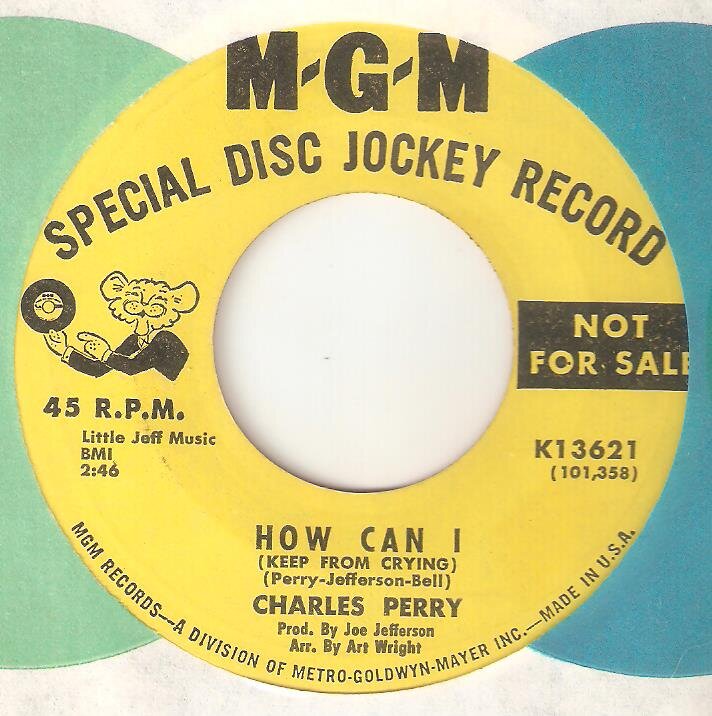 M-G-M
SPECIAL DISC JOCKEY RECORD
NOT
FOR SALE
45 R.P.M.
Little Jeff Music
BMI
2:46
K13621
(101,358)
HOW CAN I
(KEEP FROM CRYING)
(Perry-Jefferson-Bell)
CHARLES PERRY
Prod. By Joe Jefferson
Arr. By Art Wright
MGM RECORDS—A DIVISION OF METRO-GOLDWYN-MAYER INC.—MADE IN U.S.A.